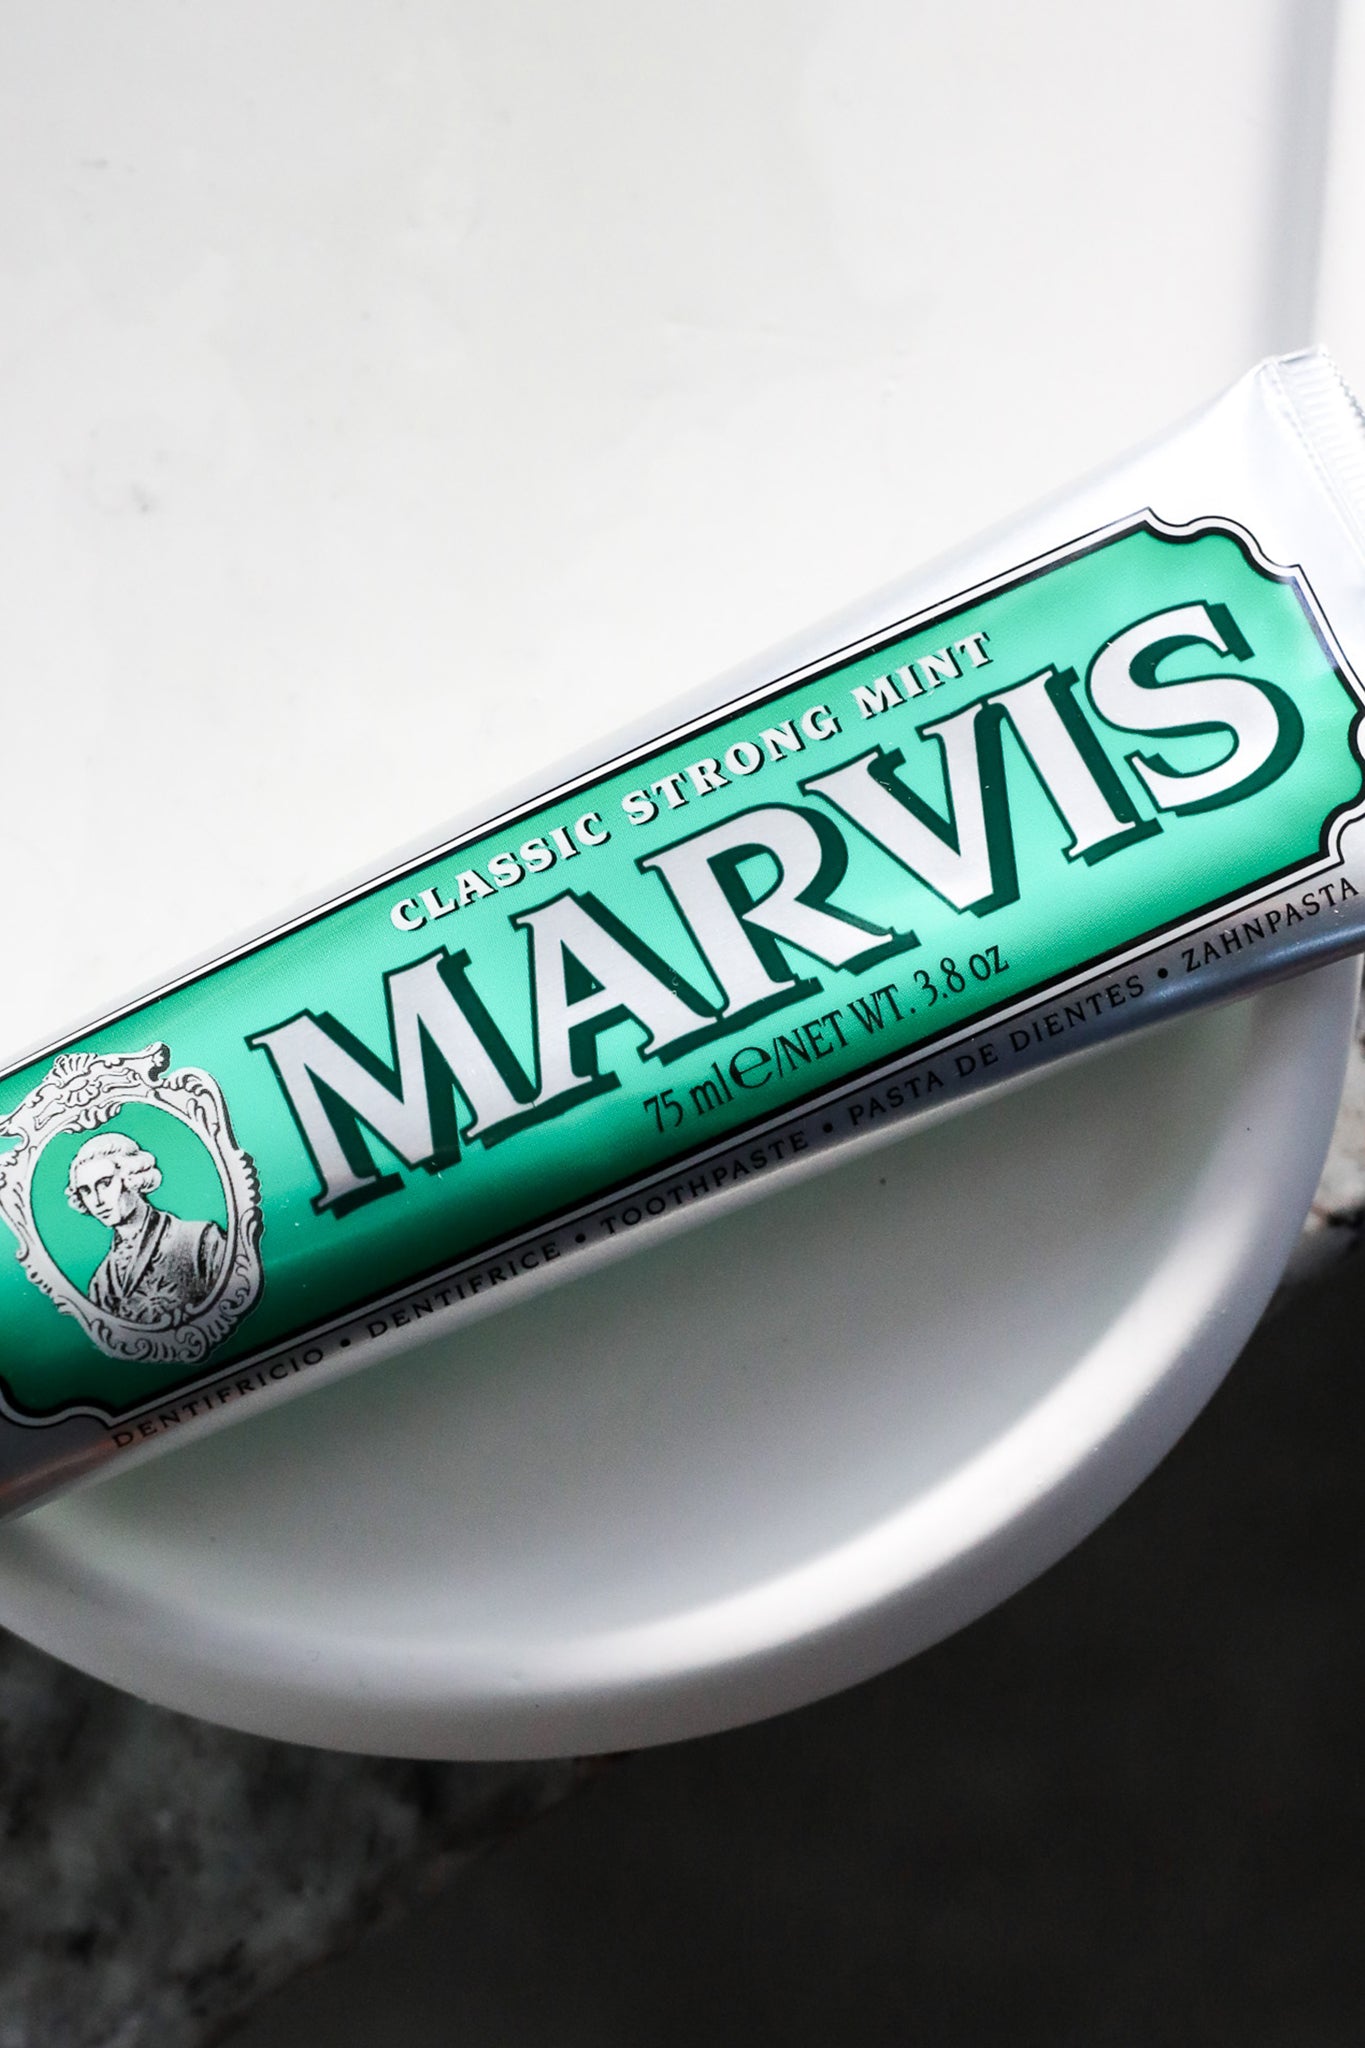 CLASSIC STRONG MINT
MARVIS
75 ml ℮/NET WT. 3.8 OZ
DENTIFRICIO • DENTIFRICE • TOOTHPASTE • PASTA DE DIENTES • ZAHNPASTA